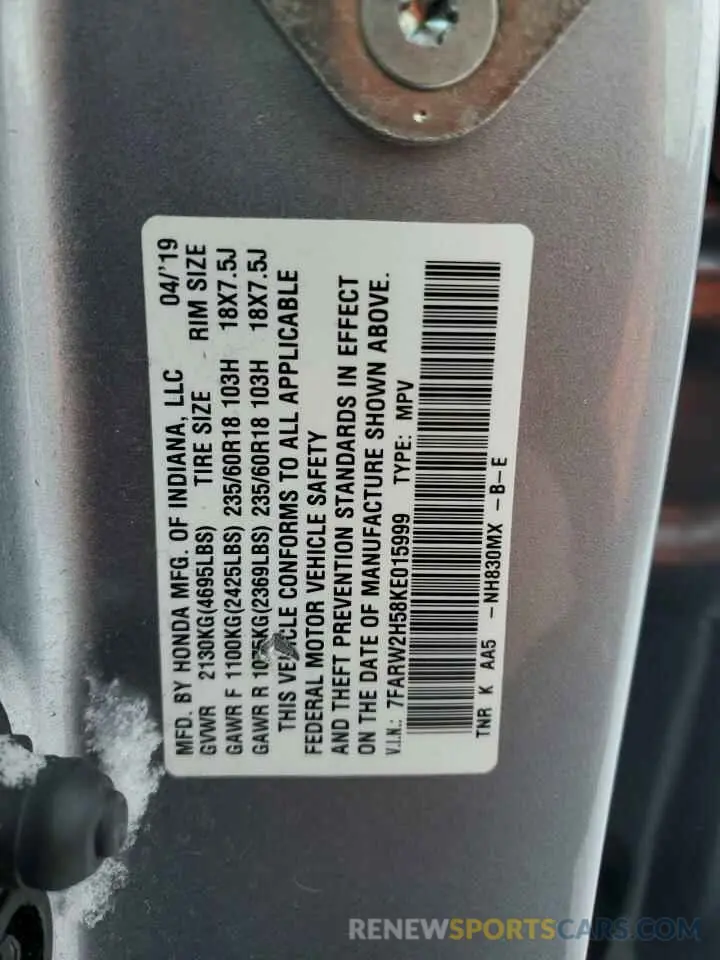 MFD. BY HONDA MFG. OF INDIANA, LLC 04/'19
GVWR 2130KG(4695LBS) TIRE SIZE RIM SIZE
GAWR F 1100KG(2425LBS) 235/60R18 103H 18X7.5J
GAWR R 1075KG(2369LBS) 235/60R18 103H 18X7.5J
THIS VEHICLE CONFORMS TO ALL APPLICABLE
FEDERAL MOTOR VEHICLE SAFETY
AND THEFT PREVENTION STANDARDS IN EFFECT
ON THE DATE OF MANUFACTURE SHOWN ABOVE.
V.I.N.: 7FARW2H58KE015999 TYPE: MPV
TNR K AA5 -NH830MX -B-E
RENEWSPORTSCARS.COM